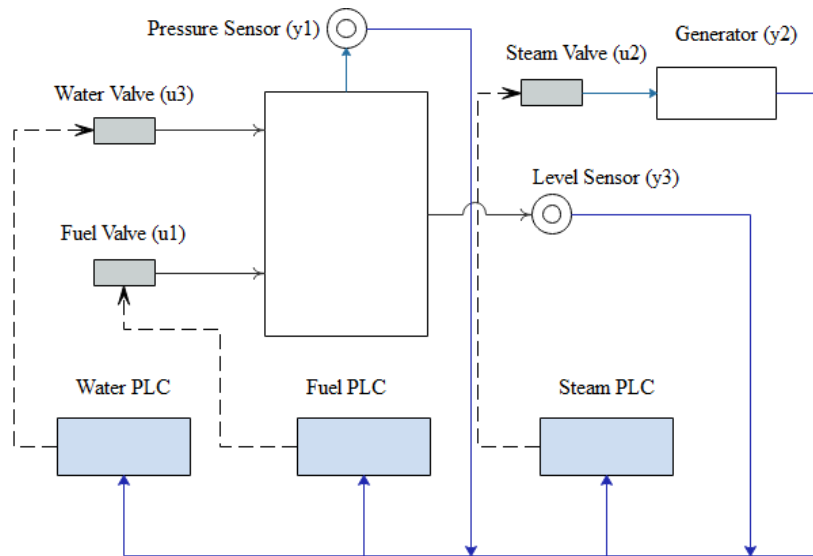 Pressure Sensor (y1)
Generator (y2)
Steam Valve (u2)
Water Valve (u3)
Level Sensor (y3)
Fuel Valve (u1)
Water PLC
Fuel PLC
Steam PLC